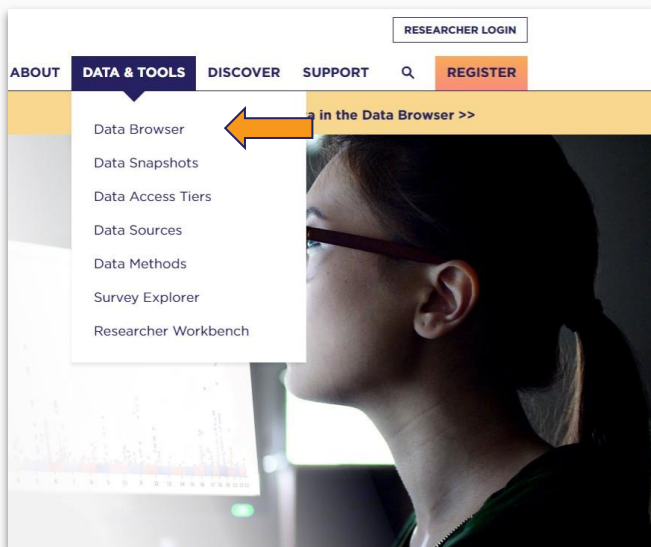 RESEARCHER LOGIN
ABOUT DATA & TOOLS DISCOVER SUPPORT REGISTER
a in the Data Browser >>
Data Browser
Data Snapshots
Data Access Tiers
Data Sources
Data Methods
Survey Explorer
Researcher Workbench